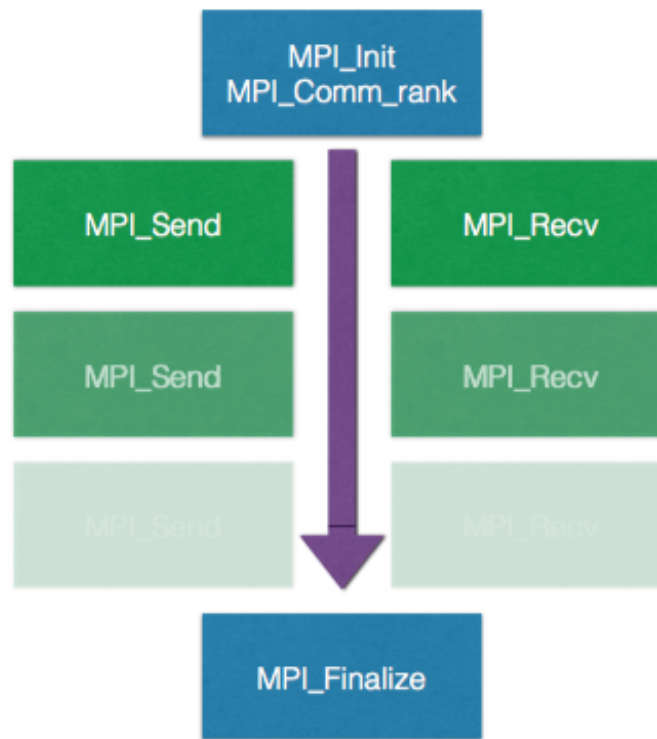 MPI_Init
MPI_Comm_rank
MPI_Send
MPI_Recv
MPI_Send
MPI_Recv
MPI_Send
MPI_Recv
MPI_Finalize